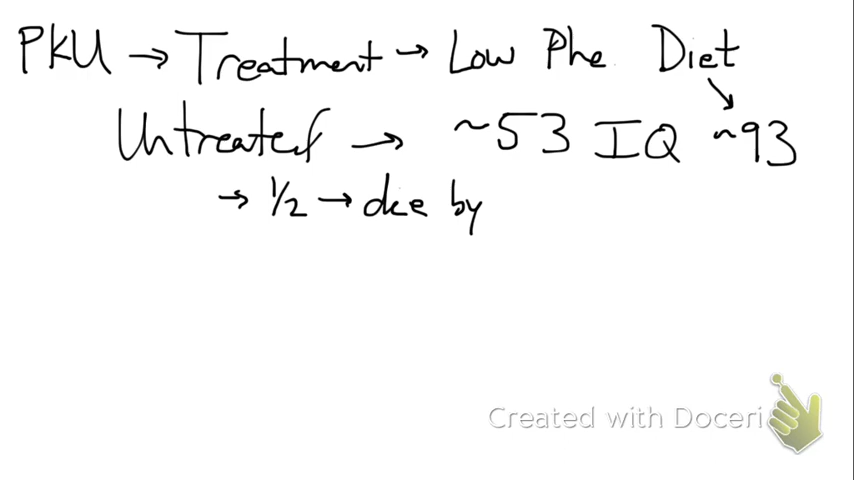 PKU → Treatment → Low Phe Diet
Untreated → ~53 IQ ~93
→ 1/2 → die by
Created with Doceri